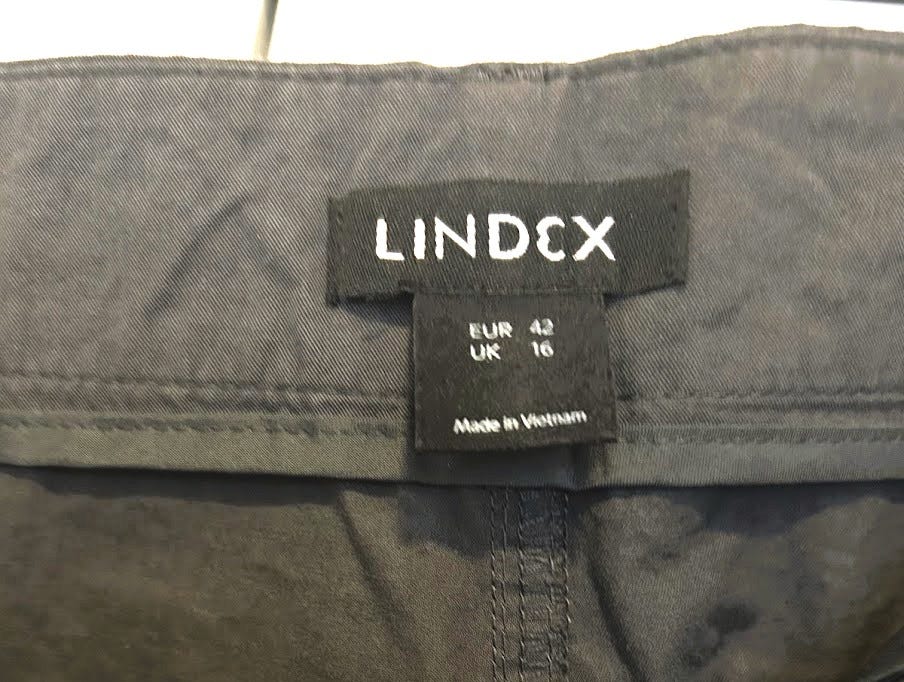 LINDEX
EUR 42
UK 16
Made in Vietnam